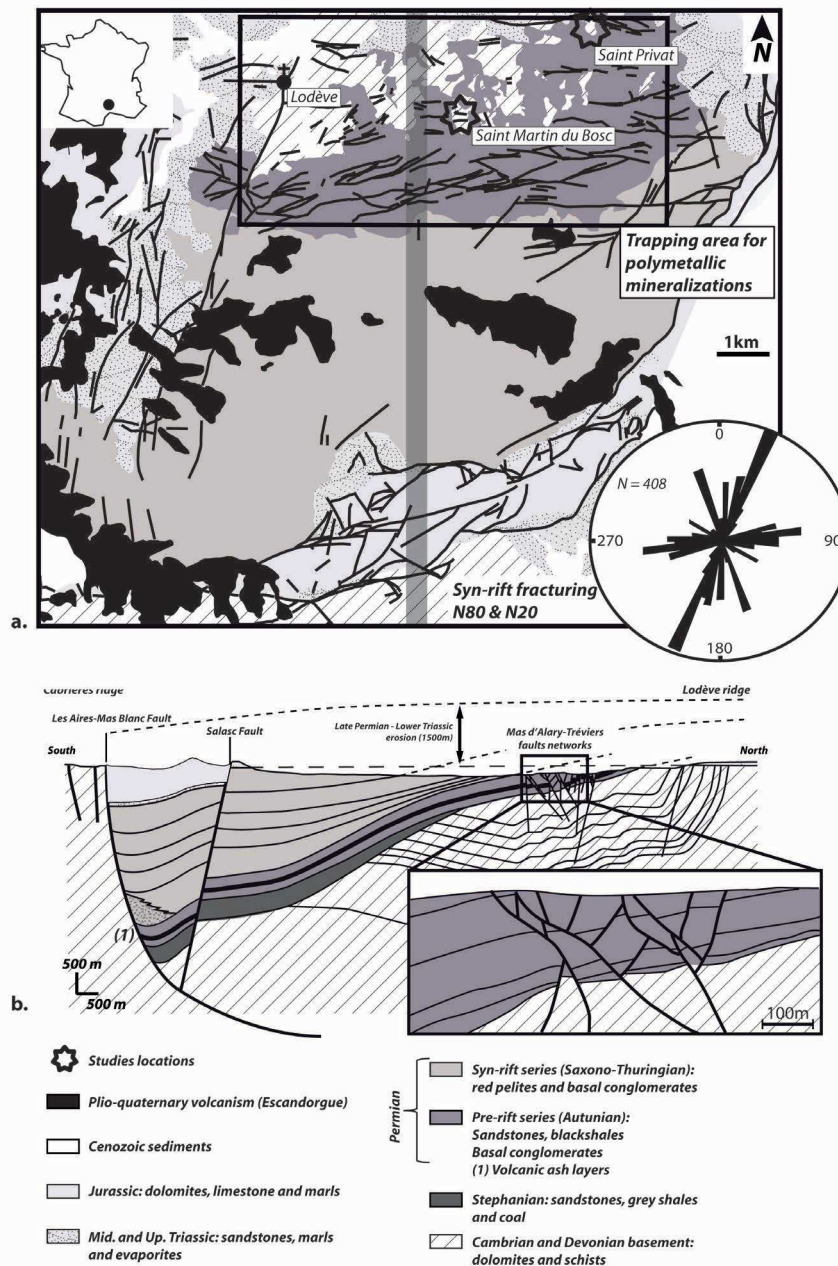 a.
N
Saint Privat
Lodève
Saint Martin du Bosc
Trapping area for
polymetallic
mineralizations
1km
0
N = 408
270
90
180
Syn-rift fracturing
N80 & N20
b.
Cabrières ridge
Lodève ridge
Les Aires-Mas Blanc Fault
Salasc Fault
Late Permian - Lower Triassic
erosion (1500m)
Mas d'Alary-Tréviers
faults networks
South
North
(1)
500 m
500 m
100m
Studies locations
Plio-quaternary volcanism (Escandorgue)
Cenozoic sediments
Jurassic: dolomites, limestone and marls
Mid. and Up. Triassic: sandstones, marls
and evaporites
Permian
Syn-rift series (Saxono-Thuringian):
red pelites and basal conglomerates
Pre-rift series (Autunian):
Sandstones, blackshales
Basal conglomerates
(1) Volcanic ash layers
Stephanian: sandstones, grey shales
and coal
Cambrian and Devonian basement:
dolomites and schists